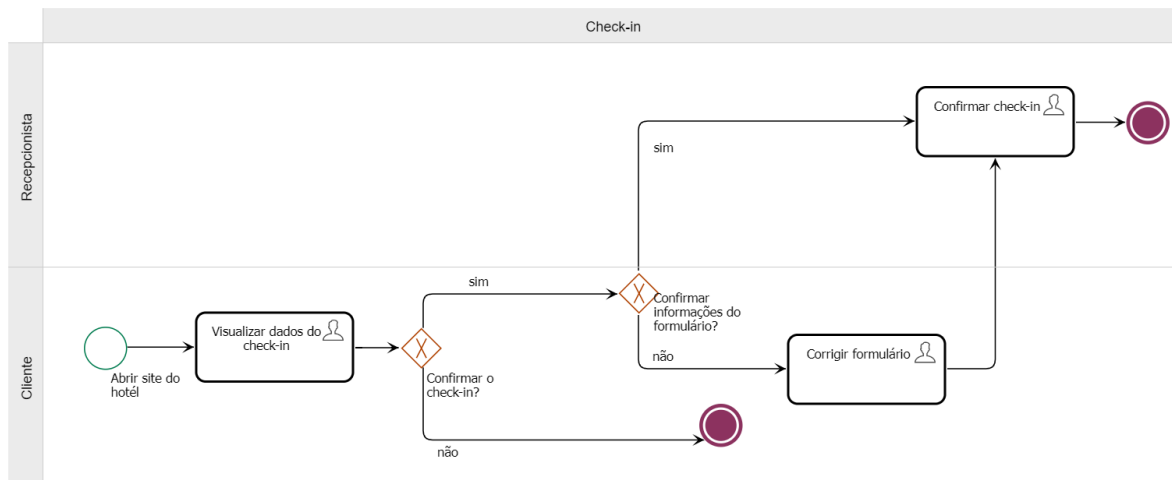 Check-in
Recepcionista
Confirmar check-in
sim
Cliente
Abrir site do
hotél
Visualizar dados do
check-in
Confirmar o
check-in?
sim
não
Confirmar
informações do
formulário?
não
Corrigir formulário